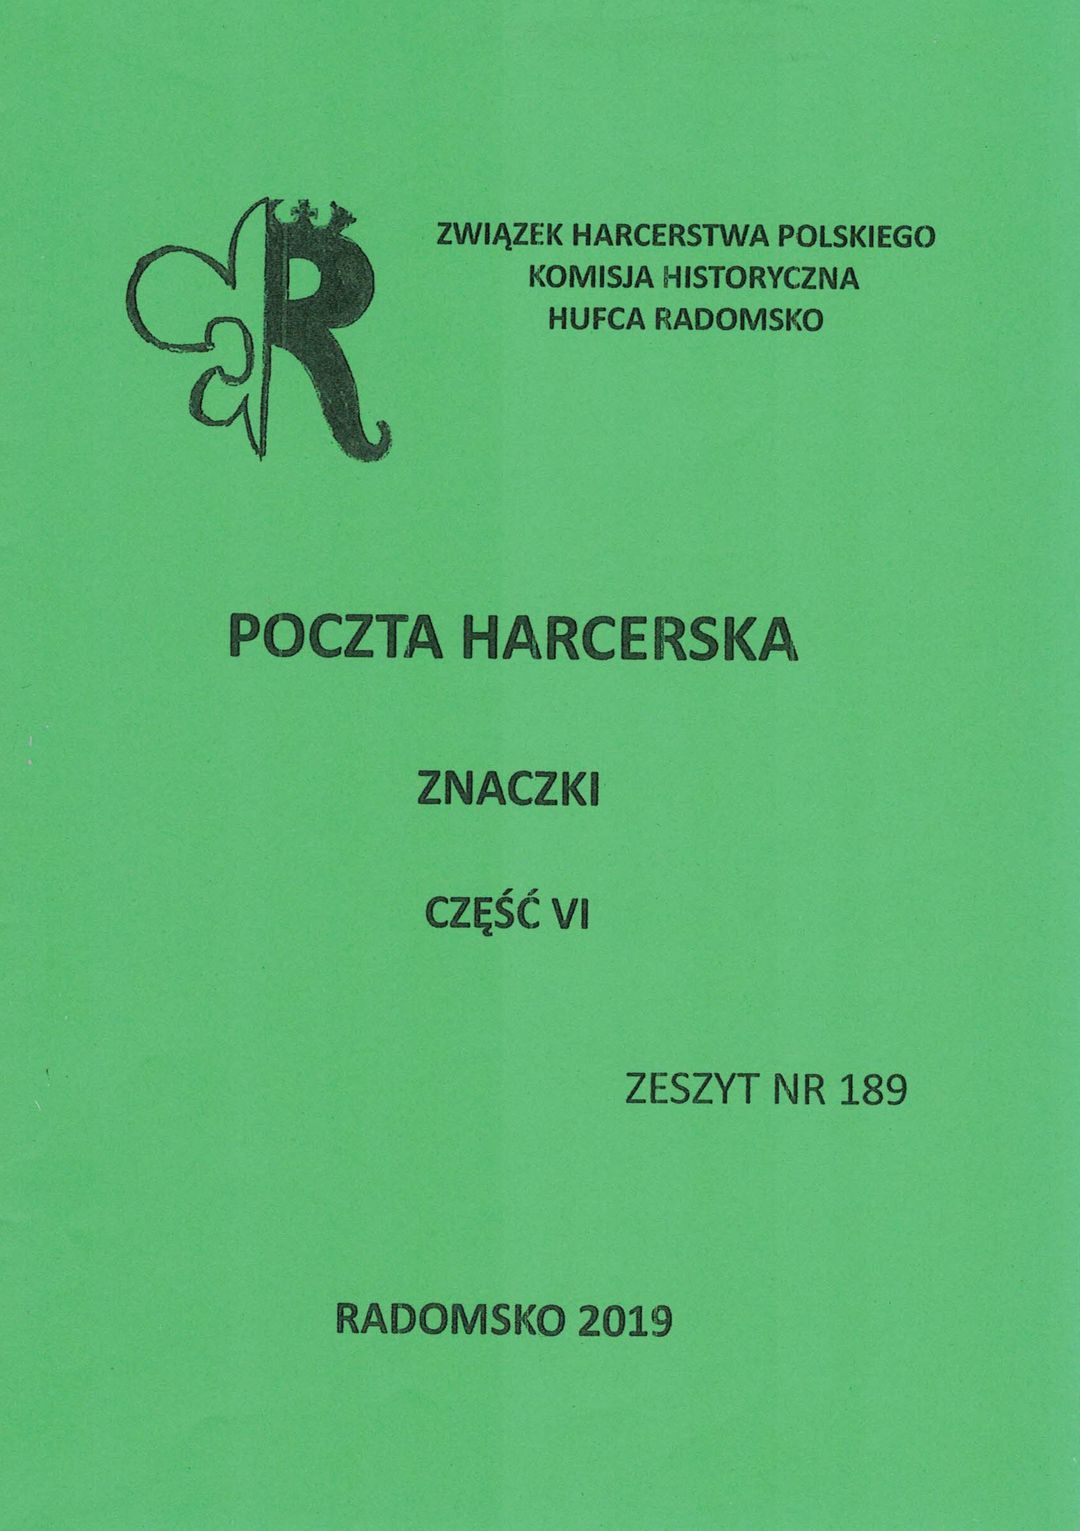 ZWIĄZEK HARCERSTWA POLSKIEGO
KOMISJA HISTORYCZNA
HUFCA RADOMSKO
R
POCZTA HARCERSKA
ZNACZKI
CZĘŚĆ VI
ZESZYT NR 189
RADOMSKO 2019